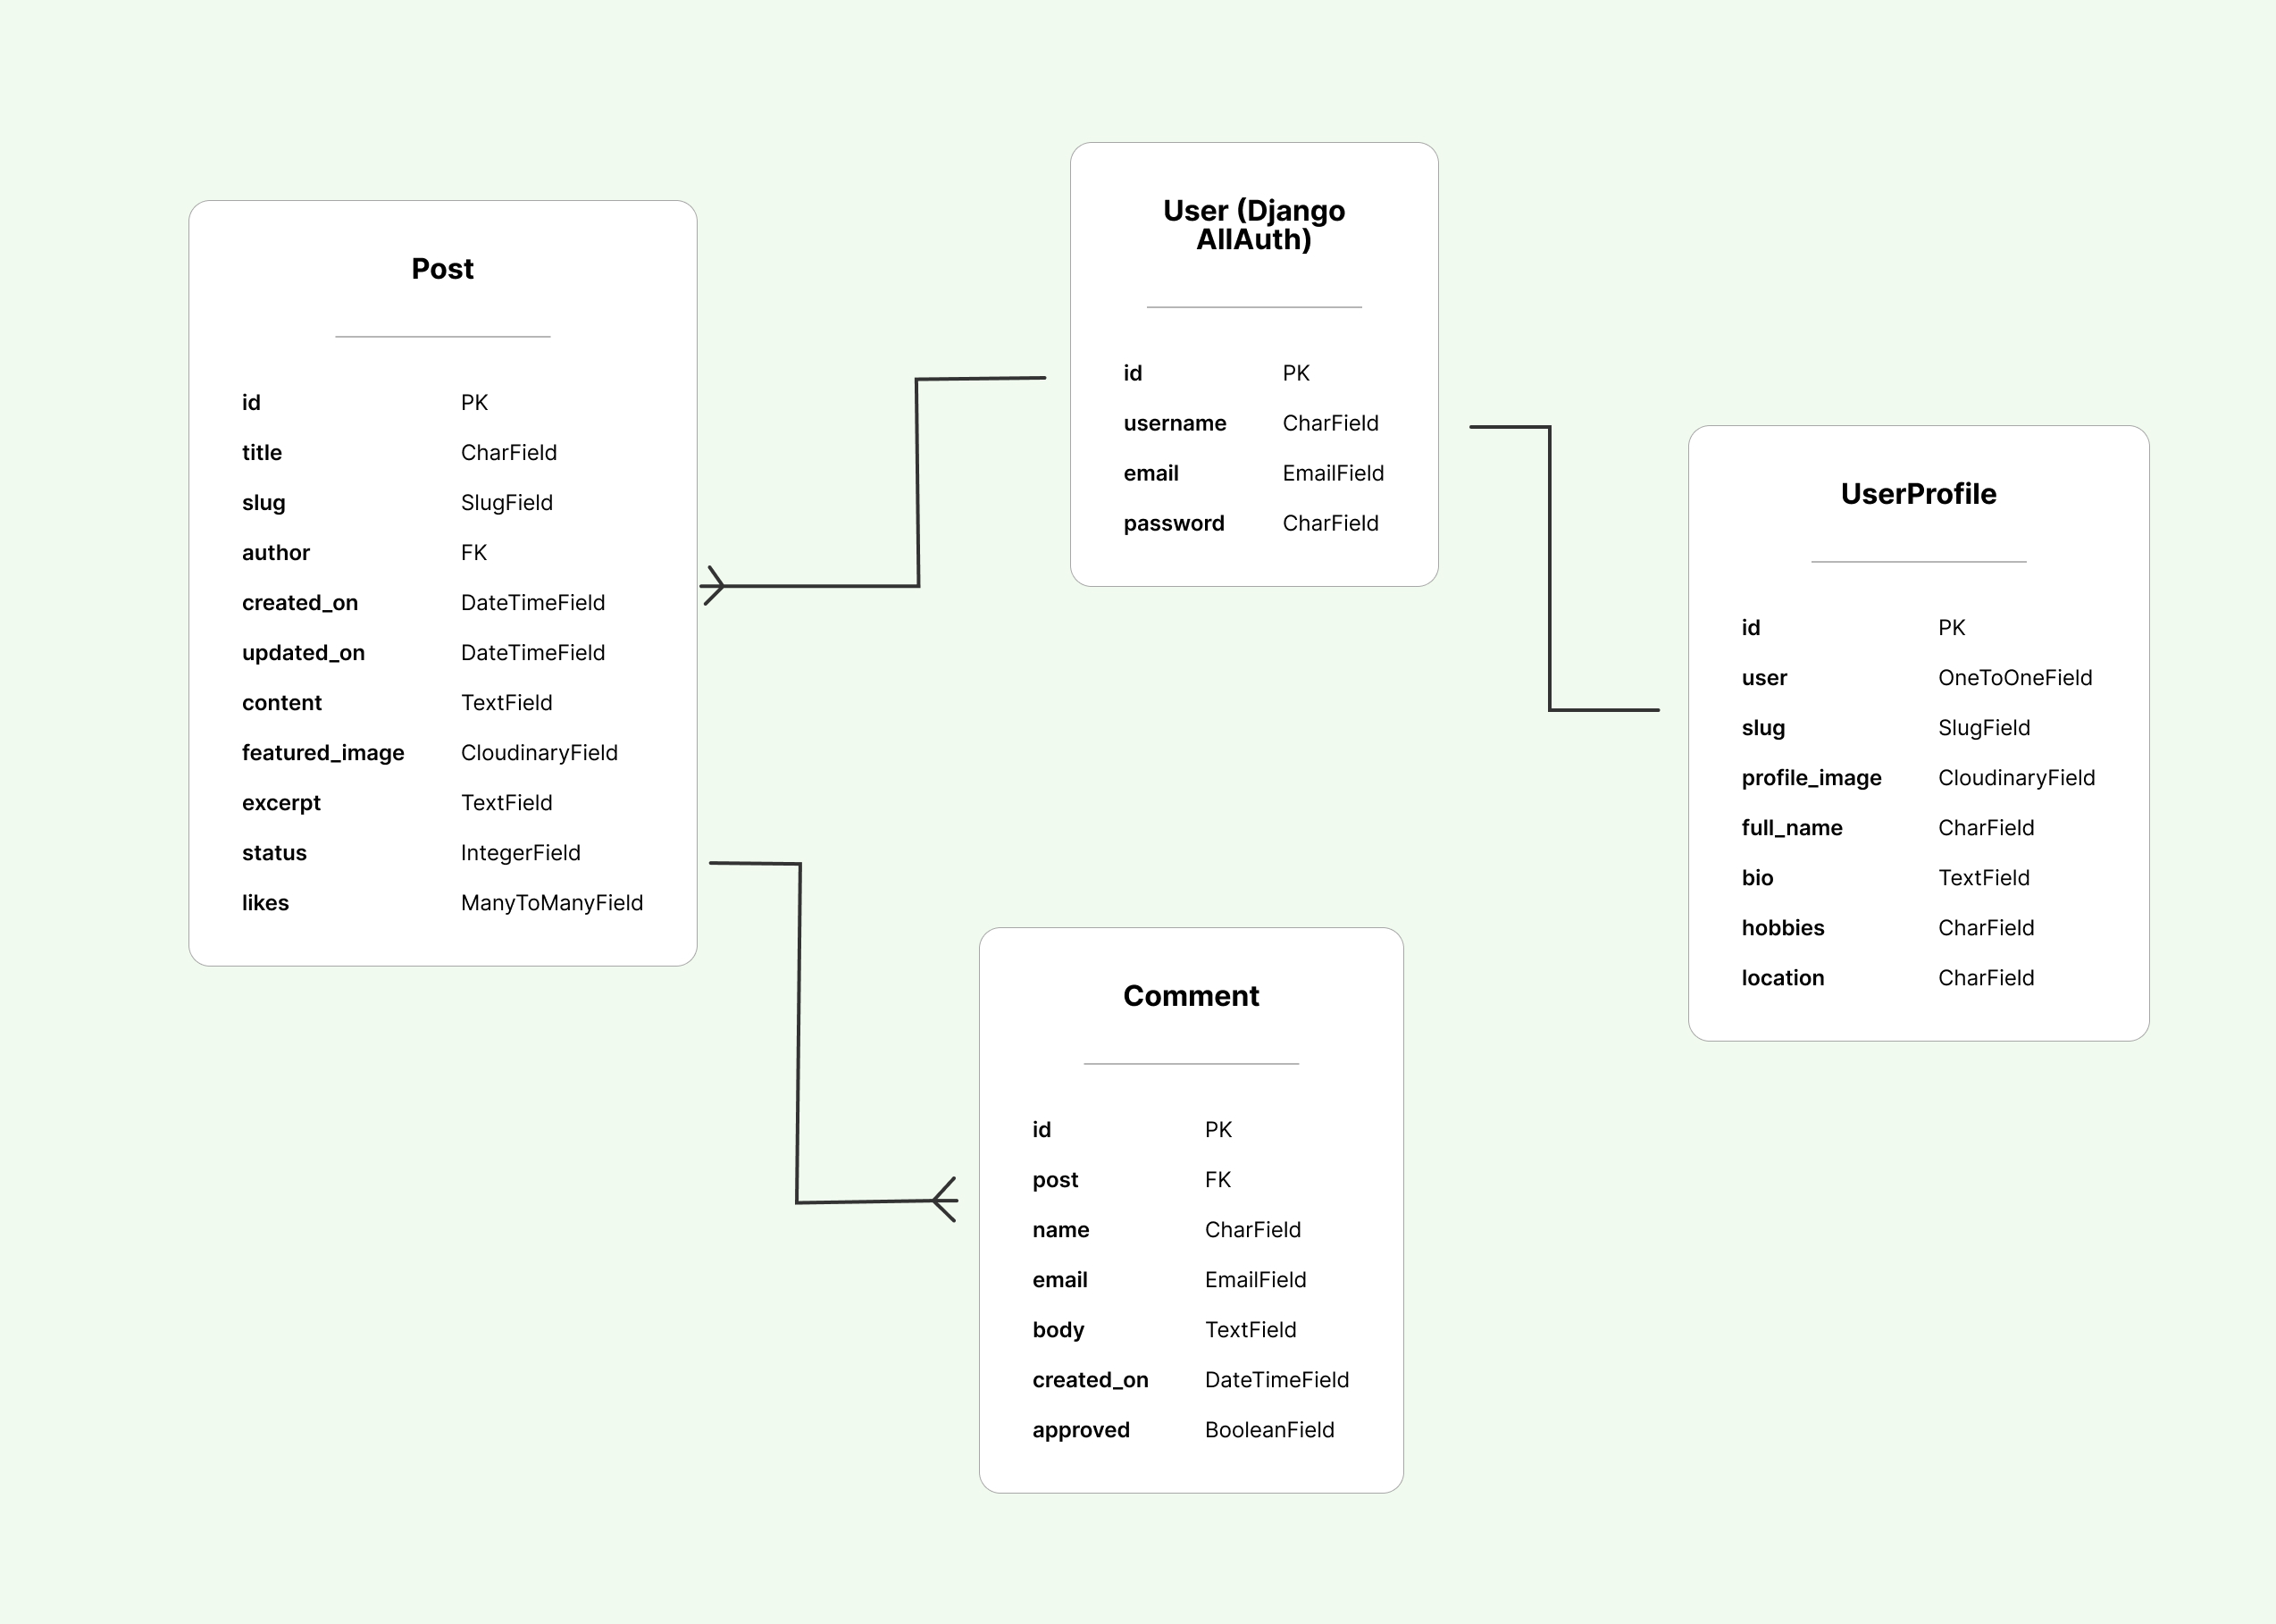 Post
id PK
title CharField
slug SlugField
author FK
created_on DateTimeField
updated_on DateTimeField
content TextField
featured_image CloudinaryField
excerpt TextField
status IntegerField
likes ManyToManyField
User (Django
AllAuth)
id PK
username CharField
email EmailField
password CharField
UserProfile
id PK
user OneToOneField
slug SlugField
profile_image CloudinaryField
full_name CharField
bio TextField
hobbies CharField
location CharField
Comment
id PK
post FK
name CharField
email EmailField
body TextField
created_on DateTimeField
approved BooleanField